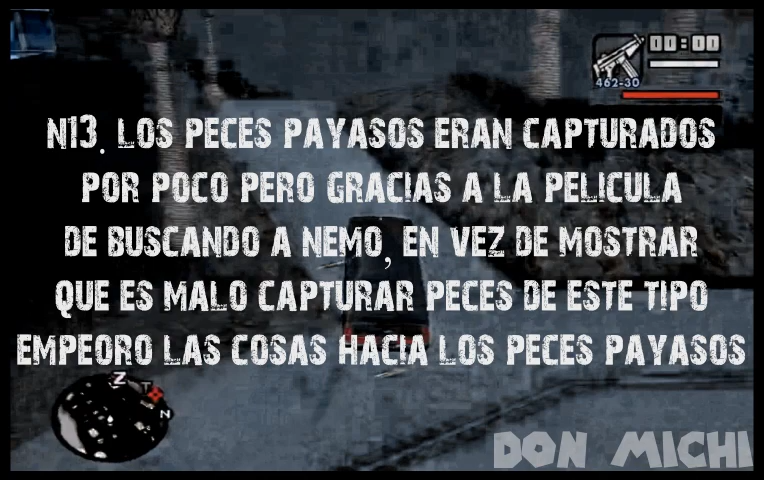 00:00
462-30
N13. LOS PECES PAYASOS ERAN CAPTURADOS
POR POCO PERO GRACIAS A LA PELICULA
DE BUSCANDO A NEMO, EN VEZ DE MOSTRAR
QUE ES MALO CAPTURAR PECES DE ESTE TIPO
EMPEORO LAS COSAS HACIA LOS PECES PAYASOS
Z
T
N
DON MICHI